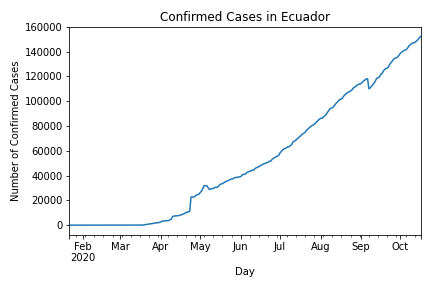 Confirmed Cases in Ecuador
160000
140000
120000
100000
80000
60000
40000
20000
0
Number of Confirmed Cases
Feb Mar Apr May Jun Jul Aug Sep Oct
2020
Day